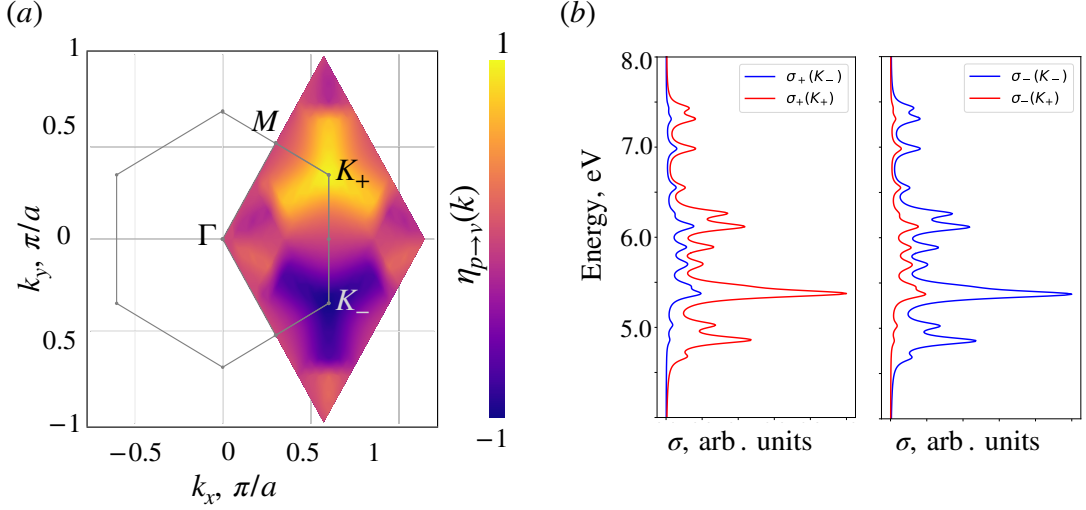 (a)
1
0.5
0
0.5
−1
k_y, π/a
−0.5
0
0.5
1
k_x, π/a
M
K_+
Γ
K_−
1
−1
η_{p→v}(k)
(b)
8.0
7.0
6.0
5.0
Energy, eV
σ_+(K_−)
σ_+(K_+)
σ_−(K_−)
σ_−(K_+)
σ, arb. units
σ, arb. units